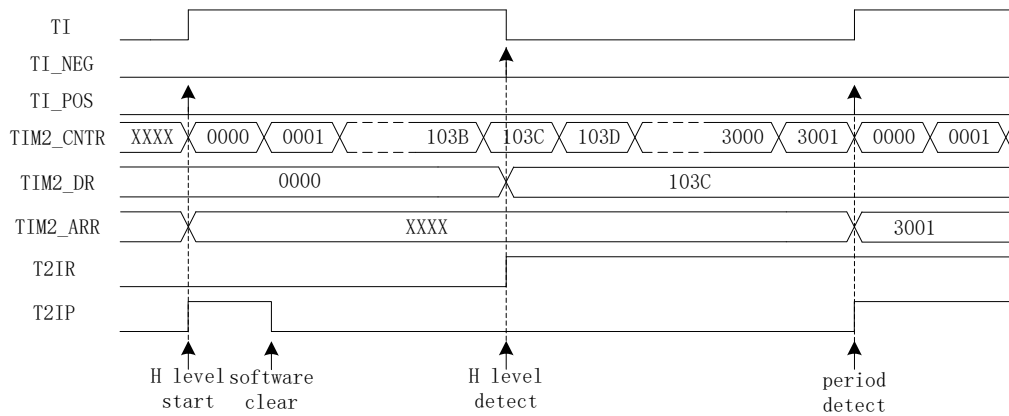 TI
TI_NEG
TI_POS
TIM2_CNTR XXXX 0000 0001 103B 103C 103D 3000 3001 0000 0001
TIM2_DR 0000 103C
TIM2_ARR XXXX 3001
T2IR
T2IP
H level start
software clear
H level detect
period detect